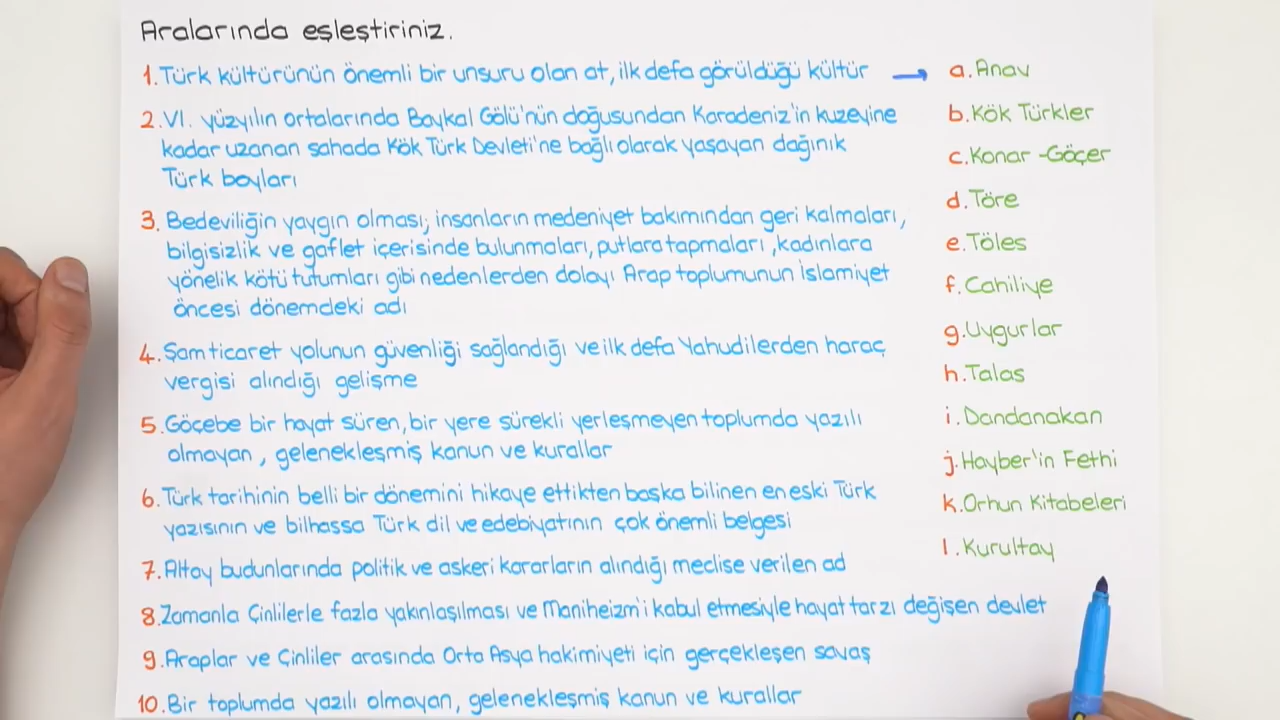 Aralarında eşleştiriniz.
1. Türk kültürünün önemli bir unsuru olan at, ilk defa görüldüğü kültür
2. VI. yüzyılın ortalarında Baykal Gölü'nün doğusundan Karadeniz'in kuzeyine
kadar uzanan sahada Kök Türk Devleti'ne bağlı olarak yaşayan dağınık
Türk boyları
3. Bedeviliğin yaygın olması; insanların medeniyet bakımından geri kalmaları,
bilgisizlik ve gaflet içerisinde bulunmaları, putlara tapmaları, kadınlara
yönelik kötü tutumları gibi nedenlerden dolayı Arap toplumunun İslamiyet
öncesi dönemdeki adı
4. Şam ticaret yolunun güvenliği sağlandığı ve ilk defa Yahudilerden haraç
vergisi alındığı gelişme
5. Göçebe bir hayat süren, bir yere sürekli yerleşmeyen toplumda yazılı
olmayan, gelenekleşmiş kanun ve kurallar
6. Türk tarihinin belli bir dönemini hikaye ettikten başka bilinen en eski Türk
yazısının ve bilhassa Türk dil ve edebiyatının çok önemli belgesi
7. Altay budunlarında politik ve askeri kararların alındığı meclise verilen ad
8. Zamanla Çinlilerle fazla yakınlaşılması ve Maniheizm'i kabul etmesiyle hayat tarzı değişen devlet
9. Araplar ve Çinliler arasında Orta Asya hakimiyeti için gerçekleşen savaş
10. Bir toplumda yazılı olmayan, gelenekleşmiş kanun ve kurallar
a. Anav
b. Kök Türkler
c. Konar-Göçer
d. Töre
e. Töles
f. Cahiliye
g. Uygurlar
h. Talas
i. Dandanakan
j. Hayber'in Fethi
k. Orhun Kitabeleri
l. Kurultay